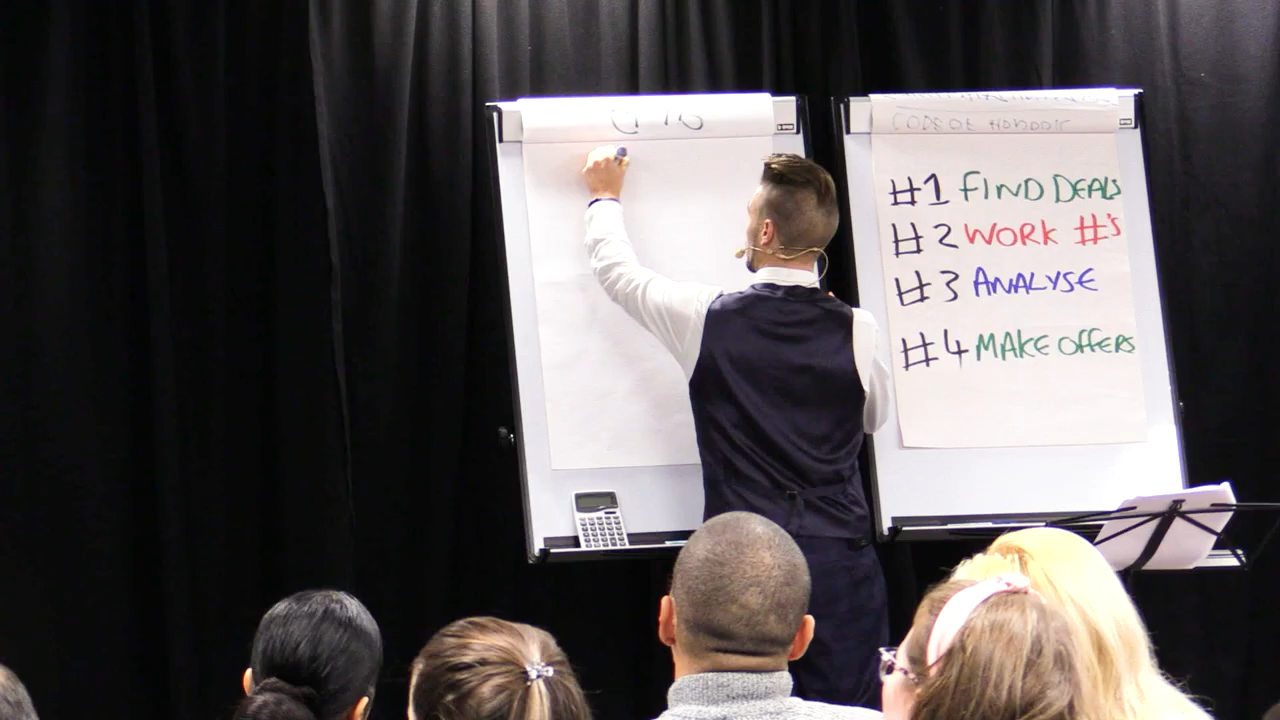 CODE OF HONOUR
#1 FIND DEALS
#2 WORK #'s
#3 ANALYSE
#4 MAKE OFFERS